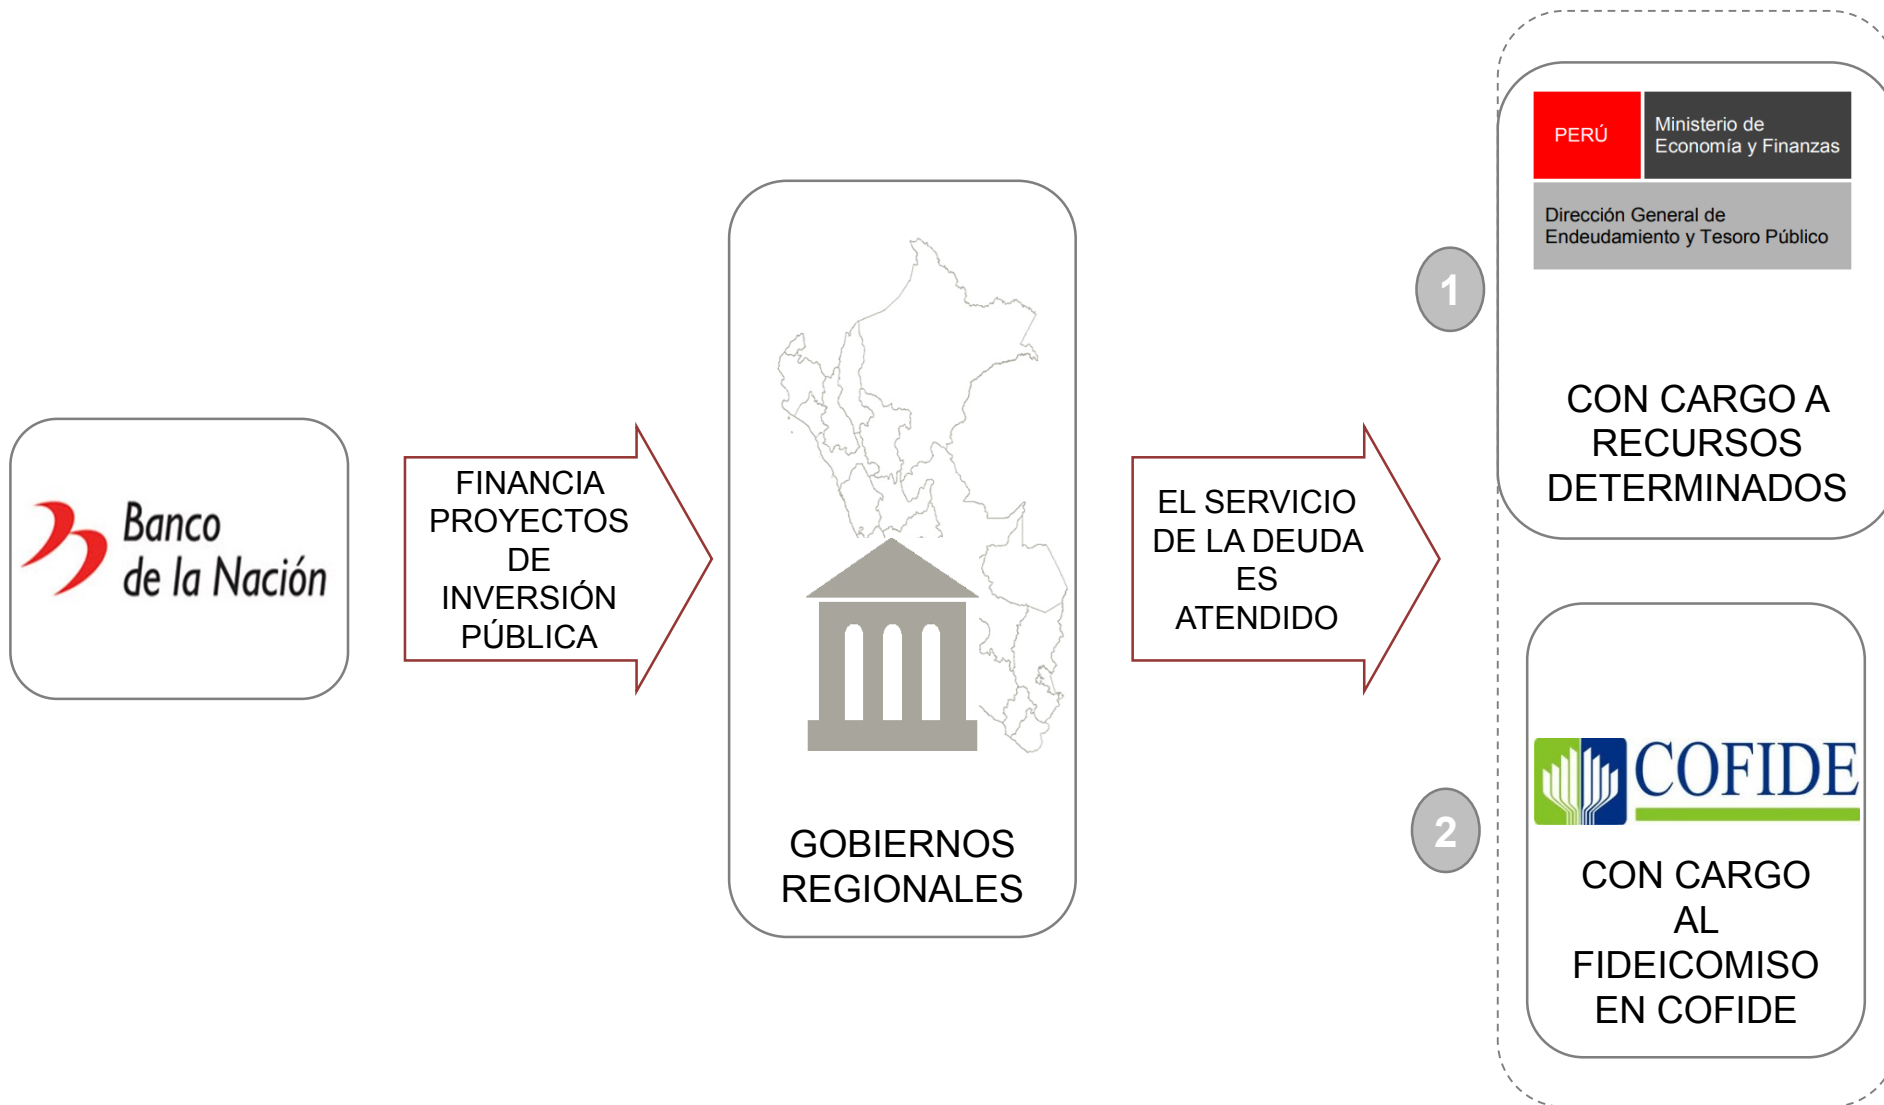 Banco
de la Nación
FINANCIA
PROYECTOS
DE
INVERSIÓN
PÚBLICA
GOBIERNOS
REGIONALES
EL SERVICIO
DE LA DEUDA
ES
ATENDIDO
1
PERÚ
Ministerio de
Economía y Finanzas
Dirección General de
Endeudamiento y Tesoro Público
CON CARGO A
RECURSOS
DETERMINADOS
2
COFIDE
CON CARGO
AL
FIDEICOMISO
EN COFIDE